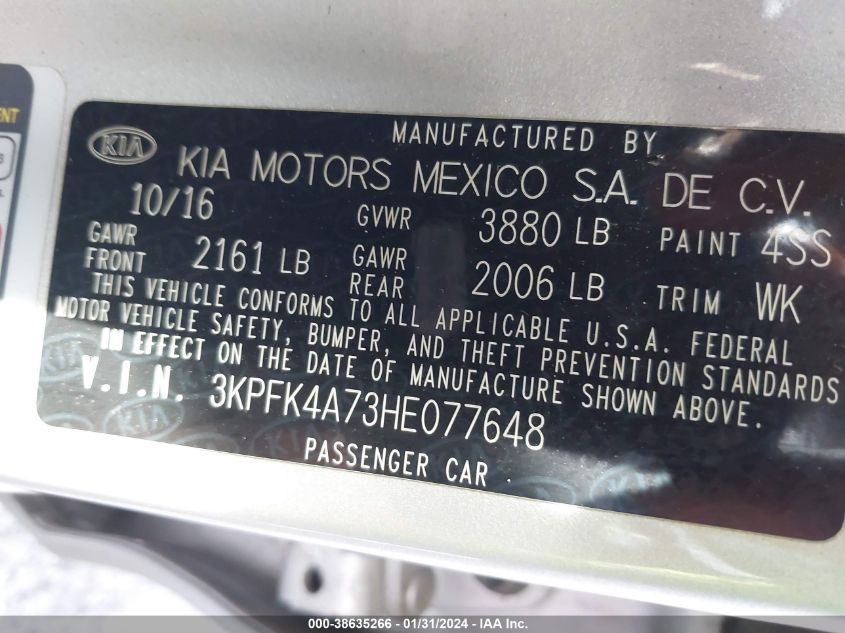 MANUFACTURED BY
KIA
KIA MOTORS MEXICO S.A. DE C.V.
10/16 GVWR 3880 LB PAINT 4SS
GAWR FRONT 2161 LB GAWR REAR 2006 LB TRIM WK
THIS VEHICLE CONFORMS TO ALL APPLICABLE U.S.A. FEDERAL
MOTOR VEHICLE SAFETY, BUMPER, AND THEFT PREVENTION STANDARDS
IN EFFECT ON THE DATE OF MANUFACTURE SHOWN ABOVE.
V.I.N. 3KPFK4A73HE077648
PASSENGER CAR
000-38635266 - 01/31/2024 - IAA Inc.